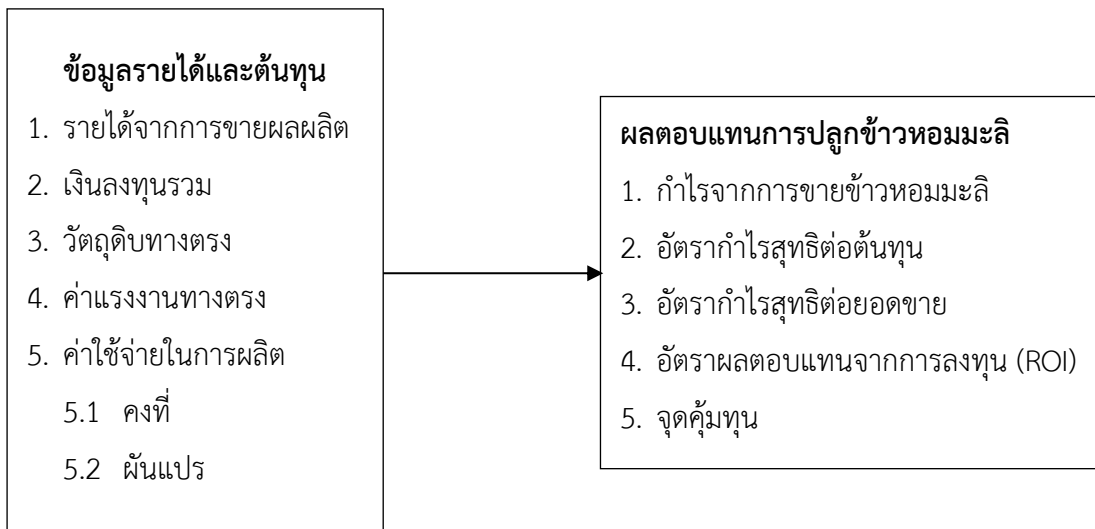 ข้อมูลรายได้และต้นทุน
1. รายได้จากการขายผลผลิต
2. เงินลงทุนรวม
3. วัตถุดิบทางตรง
4. ค่าแรงงานทางตรง
5. ค่าใช้จ่ายในการผลิต
5.1 คงที่
5.2 ผันแปร
ผลตอบแทนการปลูกข้าวหอมมะลิ
1. กำไรจากการขายข้าวหอมมะลิ
2. อัตรากำไรสุทธิต่อต้นทุน
3. อัตรากำไรสุทธิต่อยอดขาย
4. อัตราผลตอบแทนจากการลงทุน (ROI)
5. จุดคุ้มทุน